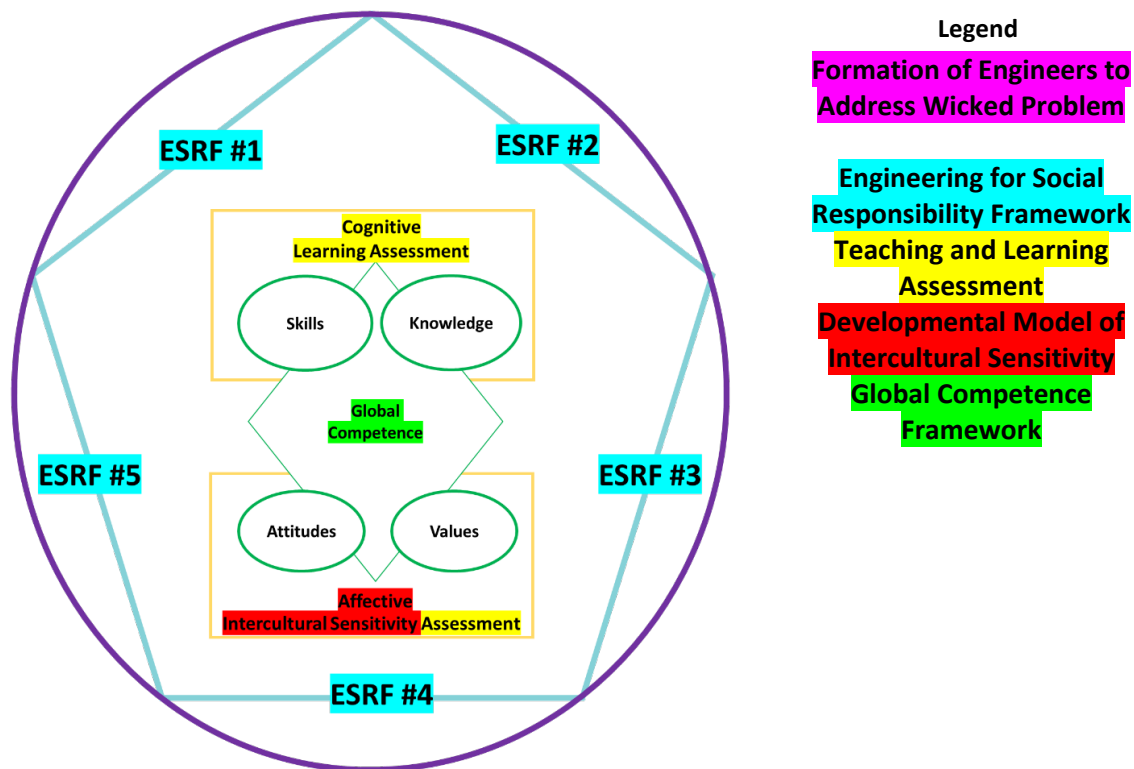 Legend
Formation of Engineers to
Address Wicked Problem
Engineering for Social
Responsibility Framework
Teaching and Learning
Assessment
Developmental Model of
Intercultural Sensitivity
Global Competence
Framework
ESRF #1
ESRF #2
Cognitive
Learning Assessment
Skills
Knowledge
Global
Competence
ESRF #5
ESRF #3
Attitudes
Values
Affective
Intercultural Sensitivity Assessment
ESRF #4